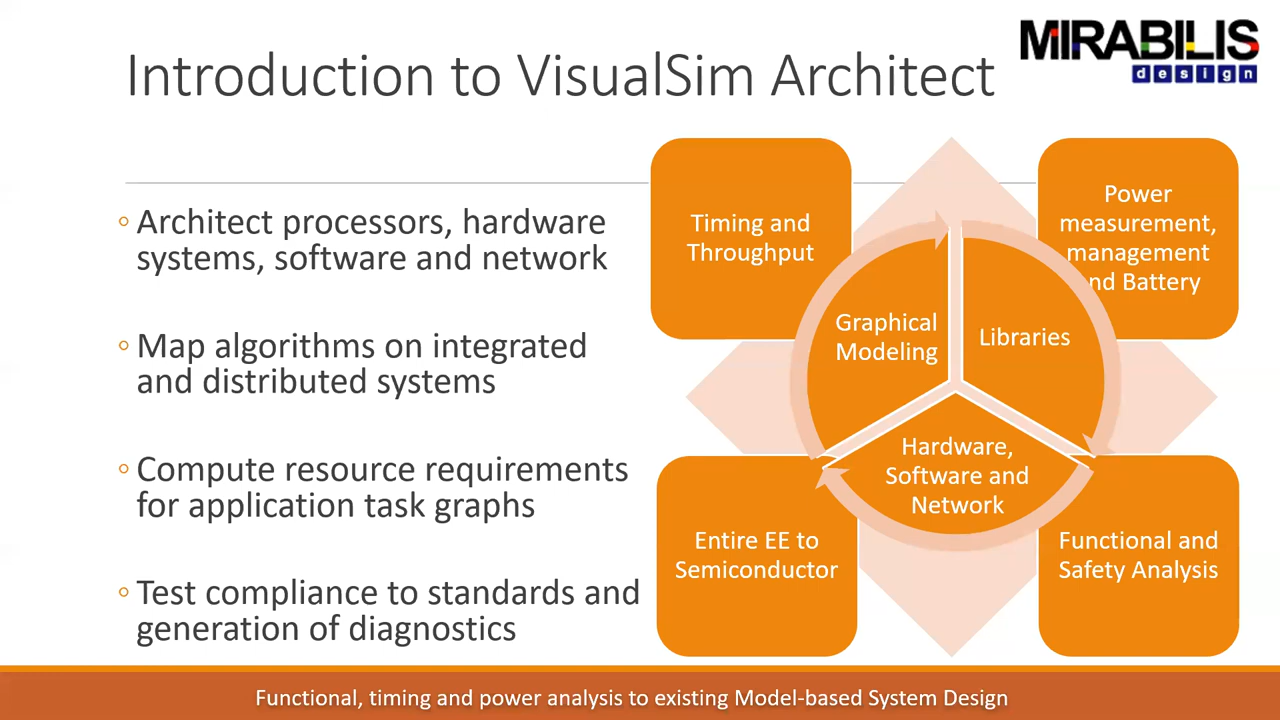 Introduction to VisualSim Architect
MIRABILIS
design
◦ Architect processors, hardware
systems, software and network
◦ Map algorithms on integrated
and distributed systems
◦ Compute resource requirements
for application task graphs
◦ Test compliance to standards and
generation of diagnostics
Timing and
Throughput
Power
measurement,
management
nd Battery
Graphical
Modeling
Libraries
Hardware,
Software and
Network
Entire EE to
Semiconductor
Functional and
Safety Analysis
Functional, timing and power analysis to existing Model-based System Design